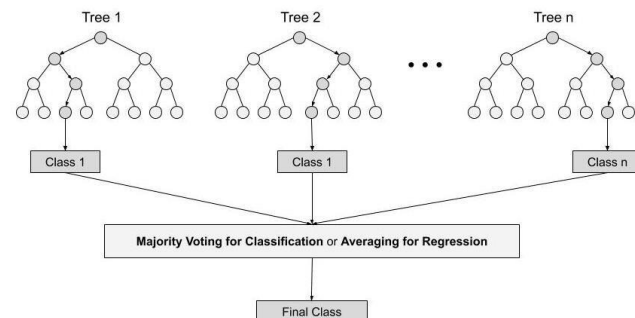 Tree 1
Tree 2
Tree n
Class 1
Class 1
Class n
Majority Voting for Classification or Averaging for Regression
Final Class